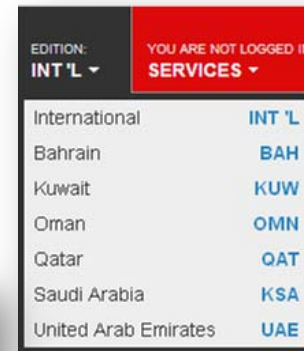 EDITION:
INT'L
YOU ARE NOT LOGGED
SERVICES
International INT 'L
Bahrain BAH
Kuwait KUW
Oman OMN
Qatar QAT
Saudi Arabia KSA
United Arab Emirates UAE